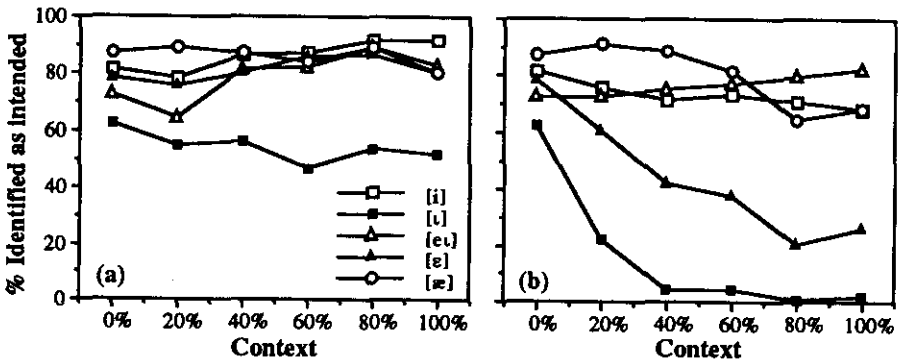 % Identified as intended
100
80
60
40
20
0
[i]
[ɩ]
[eɩ]
[ɛ]
[æ]
(a)
0% 20% 40% 60% 80% 100%
Context
(b)
0% 20% 40% 60% 80% 100%
Context